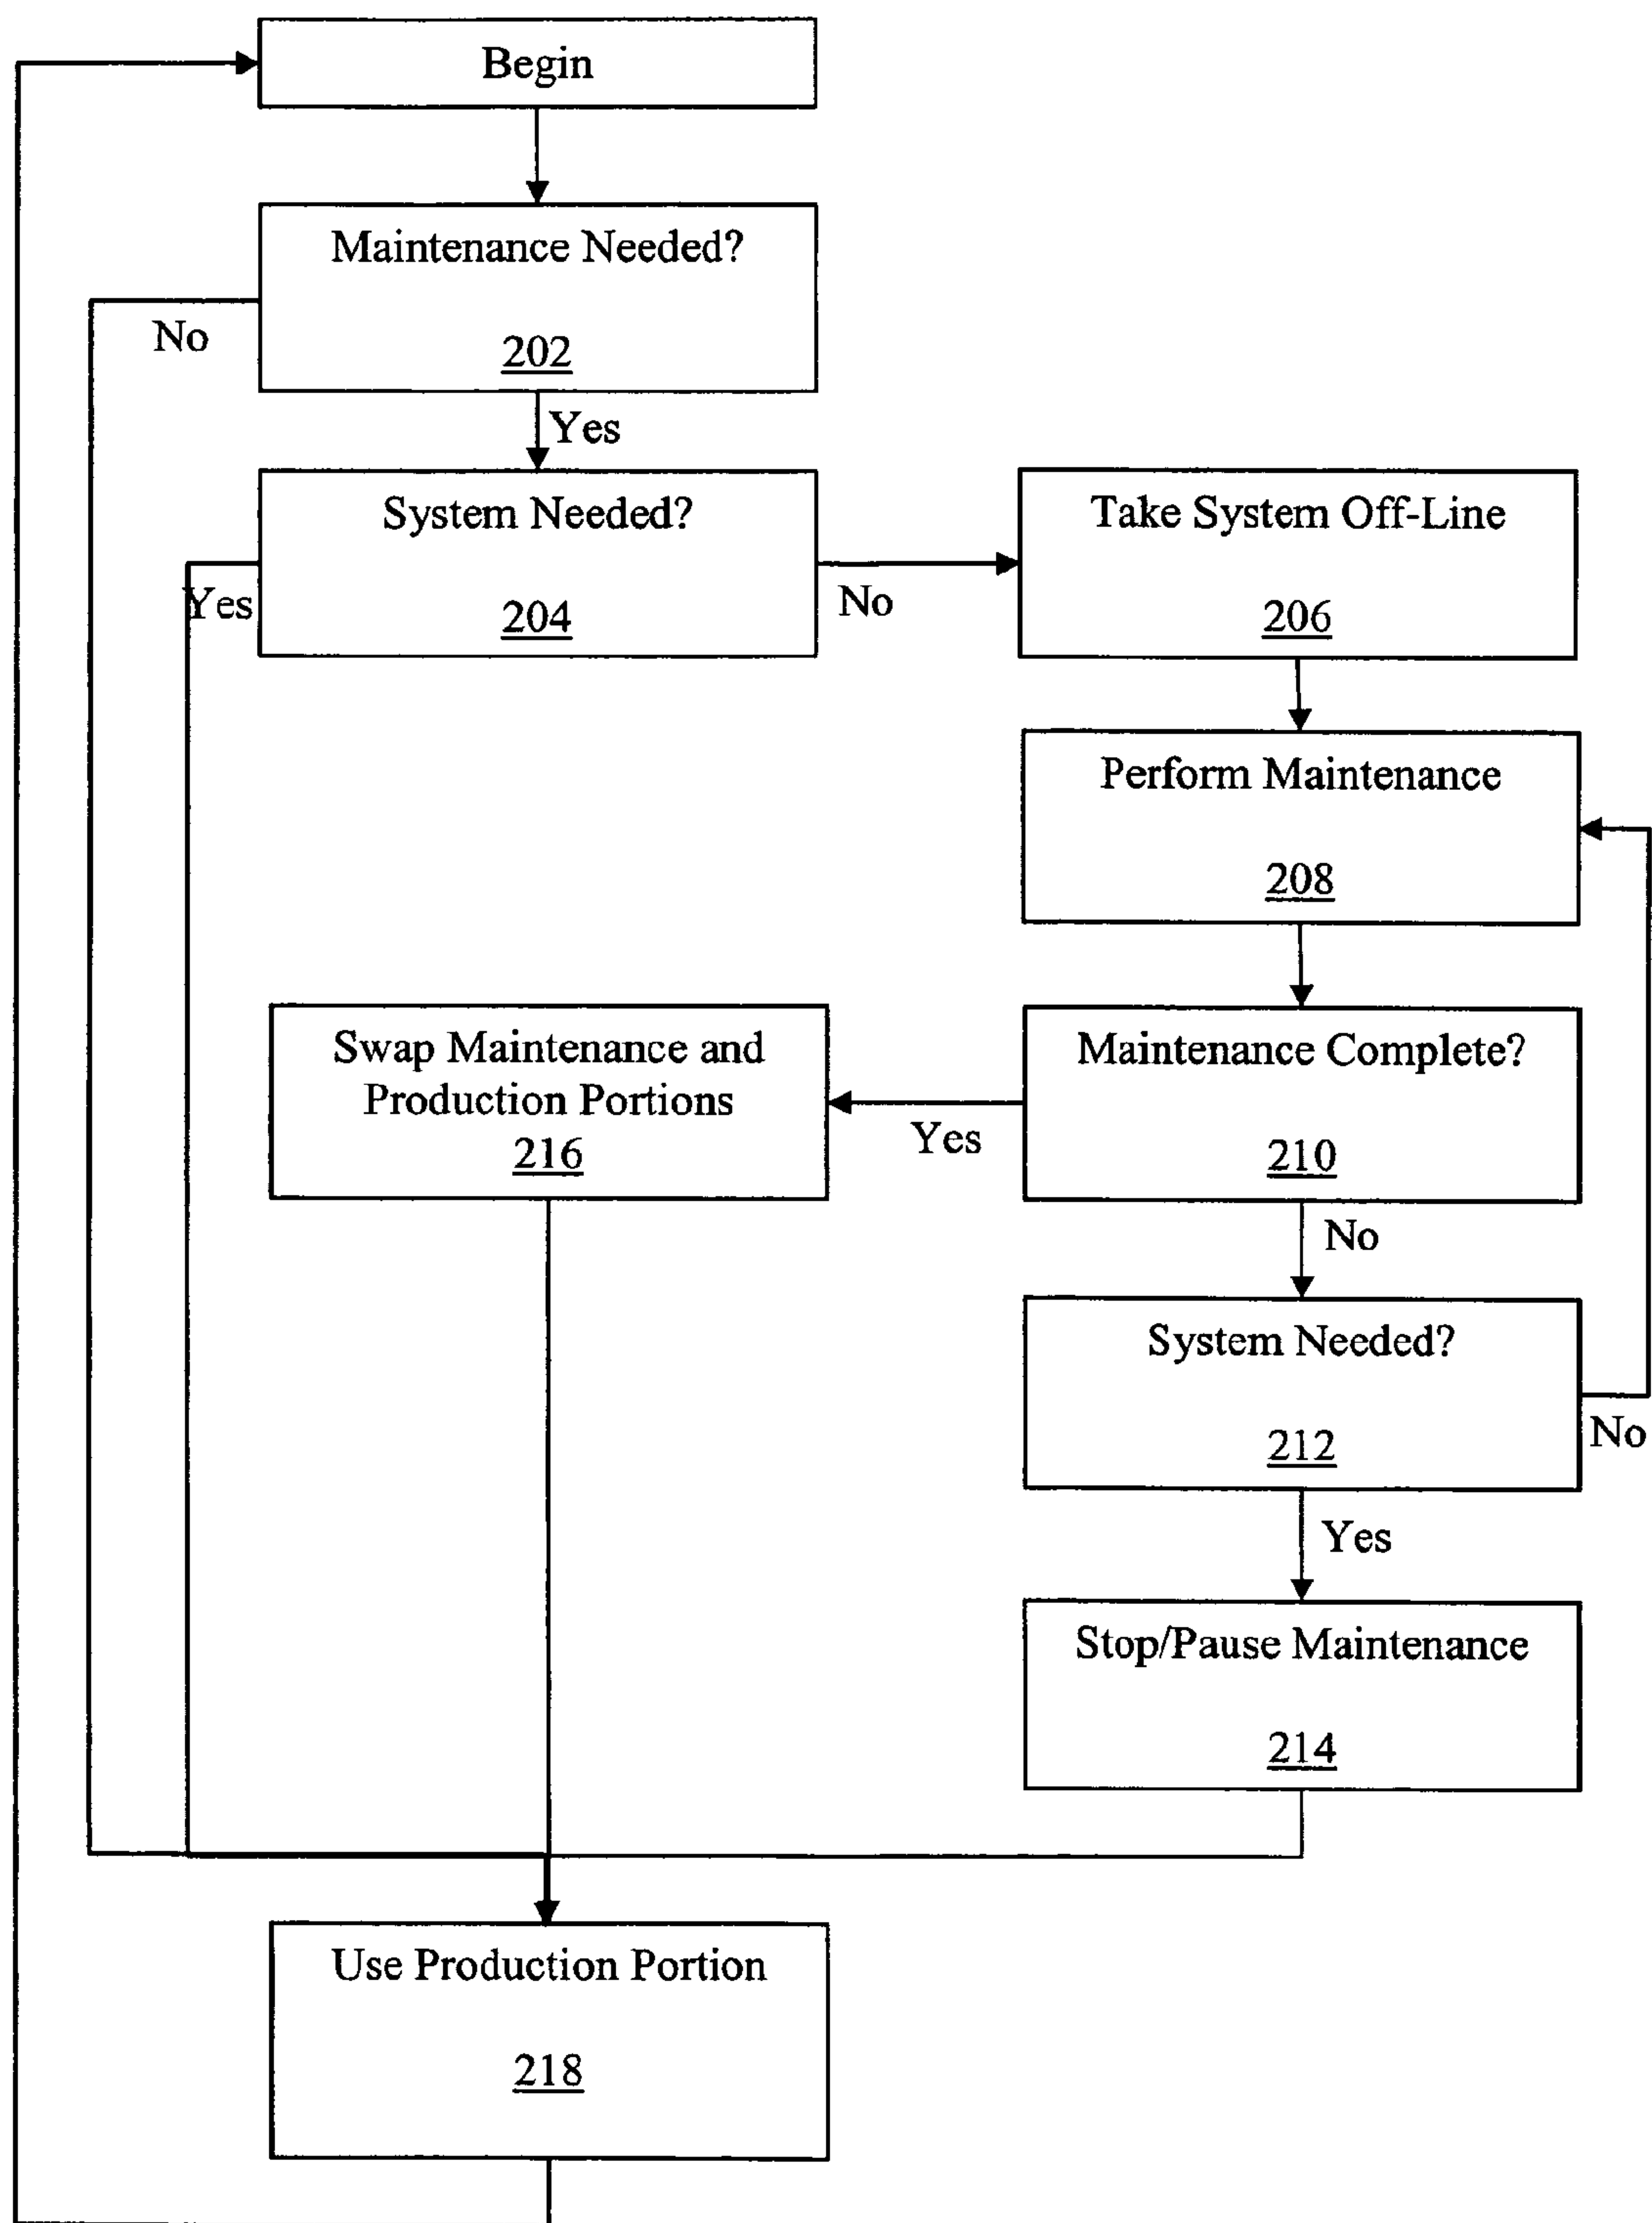 Begin
Maintenance Needed?
No
202
Yes
System Needed?
Yes
204
No
Take System Off-Line
206
Perform Maintenance
208
Maintenance Complete?
210
Yes
Swap Maintenance and
Production Portions
216
No
System Needed?
212
No
Yes
Stop/Pause Maintenance
214
Use Production Portion
218